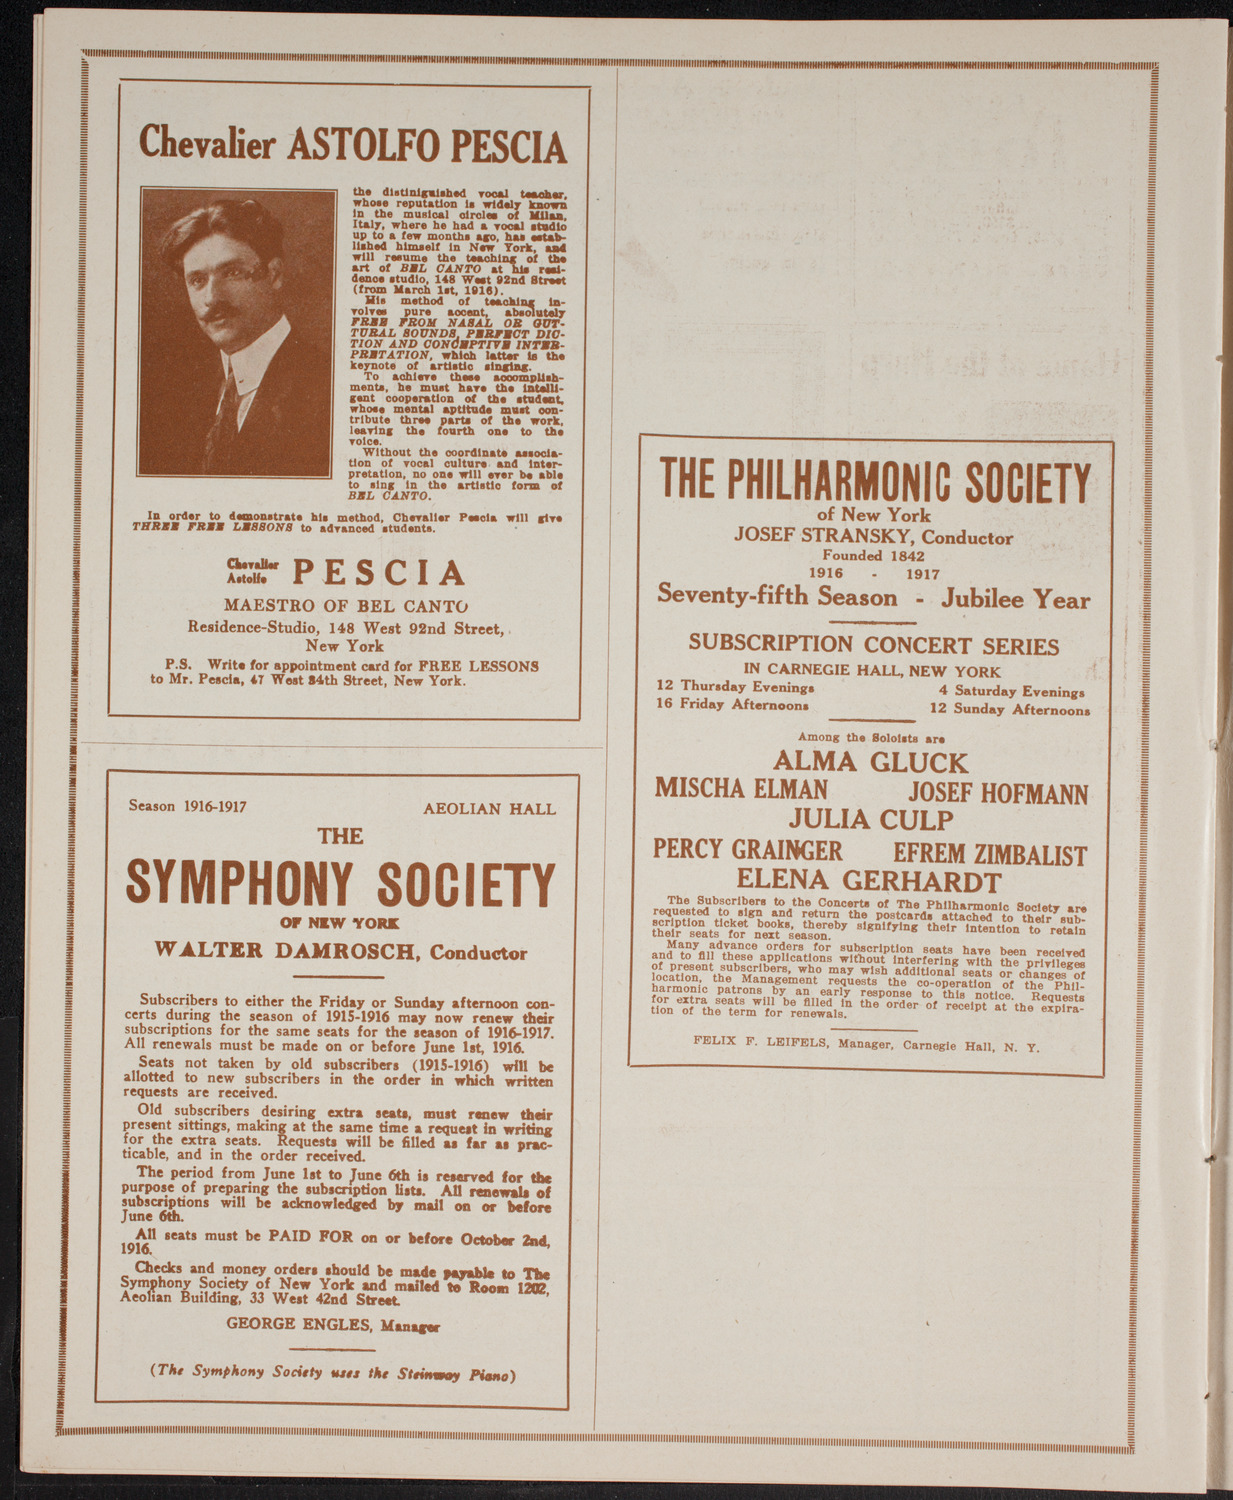 Chevalier ASTOLFO PESCIA
the distinguished vocal teacher,
whose reputation is widely known
in the musical circles of Milan,
Italy, where he had a vocal studio
up to a few months ago, has estab-
lished himself in New York, and
will resume the teaching of the
art of BEL CANTO at his resi-
dence studio, 148 West 92nd Street
(from March 1st, 1916).
His method of teaching in-
volves pure accent, absolutely
FREE FROM NASAL OR GUT-
TURAL SOUNDS, PERFECT DIC-
TION AND CONCEPTIVE INTER-
PRETATION, which latter is the
keynote of artistic singing.
To achieve these accomplish-
ments, he must have the intelli-
gent cooperation of the student,
whose mental aptitude must con-
tribute three parts of the work,
leaving the fourth one to the
voice.
Without the coordinate associa-
tion of vocal culture and inter-
pretation, no one will ever be able
to sing in the artistic form of
BEL CANTO.
In order to demonstrate his method, Chevalier Pescia will give
THREE FREE LESSONS to advanced students.
Chevalier
Astolfo PESCIA
MAESTRO OF BEL CANTO
Residence-Studio, 148 West 92nd Street,
New York
P.S. Write for appointment card for FREE LESSONS
to Mr. Pescia, 47 West 84th Street, New York.
Season 1916-1917 AEOLIAN HALL
THE
SYMPHONY SOCIETY
OF NEW YORK
WALTER DAMROSCH, Conductor
Subscribers to either the Friday or Sunday afternoon con-
certs during the season of 1915-1916 may now renew their
subscriptions for the same seats for the season of 1916-1917.
All renewals must be made on or before June 1st, 1916.
Seats not taken by old subscribers (1915-1916) will be
allotted to new subscribers in the order in which written
requests are received.
Old subscribers desiring extra seats, must renew their
present sittings, making at the same time a request in writing
for the extra seats. Requests will be filled as far as prac-
ticable, and in the order received.
The period from June 1st to June 6th is reserved for the
purpose of preparing the subscription lists. All renewals of
subscriptions will be acknowledged by mail on or before
June 6th.
All seats must be PAID FOR on or before October 2nd,
1916.
Checks and money orders should be made payable to The
Symphony Society of New York and mailed to Room 1202,
Aeolian Building, 33 West 42nd Street.
GEORGE ENGLES, Manager
(The Symphony Society uses the Steinway Piano)
THE PHILHARMONIC SOCIETY
of New York
JOSEF STRANSKY, Conductor
Founded 1842
1916 - 1917
Seventy-fifth Season - Jubilee Year
SUBSCRIPTION CONCERT SERIES
IN CARNEGIE HALL, NEW YORK
12 Thursday Evenings 4 Saturday Evenings
16 Friday Afternoons 12 Sunday Afternoons
Among the Soloists are
ALMA GLUCK
MISCHA ELMAN JOSEF HOFMANN
JULIA CULP
PERCY GRAINGER EFREM ZIMBALIST
ELENA GERHARDT
The Subscribers to the Concerts of The Philharmonic Society are
requested to sign and return the postcards attached to their sub-
scription ticket books, thereby signifying their intention to retain
their seats for next season.
Many advance orders for subscription seats have been received
and to fill these applications without interfering with the privileges
of present subscribers, who may wish additional seats or changes of
location, the Management requests the co-operation of the Phil-
harmonic patrons by an early response to this notice. Requests
for extra seats will be filled in the order of receipt at the expira-
tion of the term for renewals.
FELIX F. LEIFELS, Manager, Carnegie Hall, N. Y.